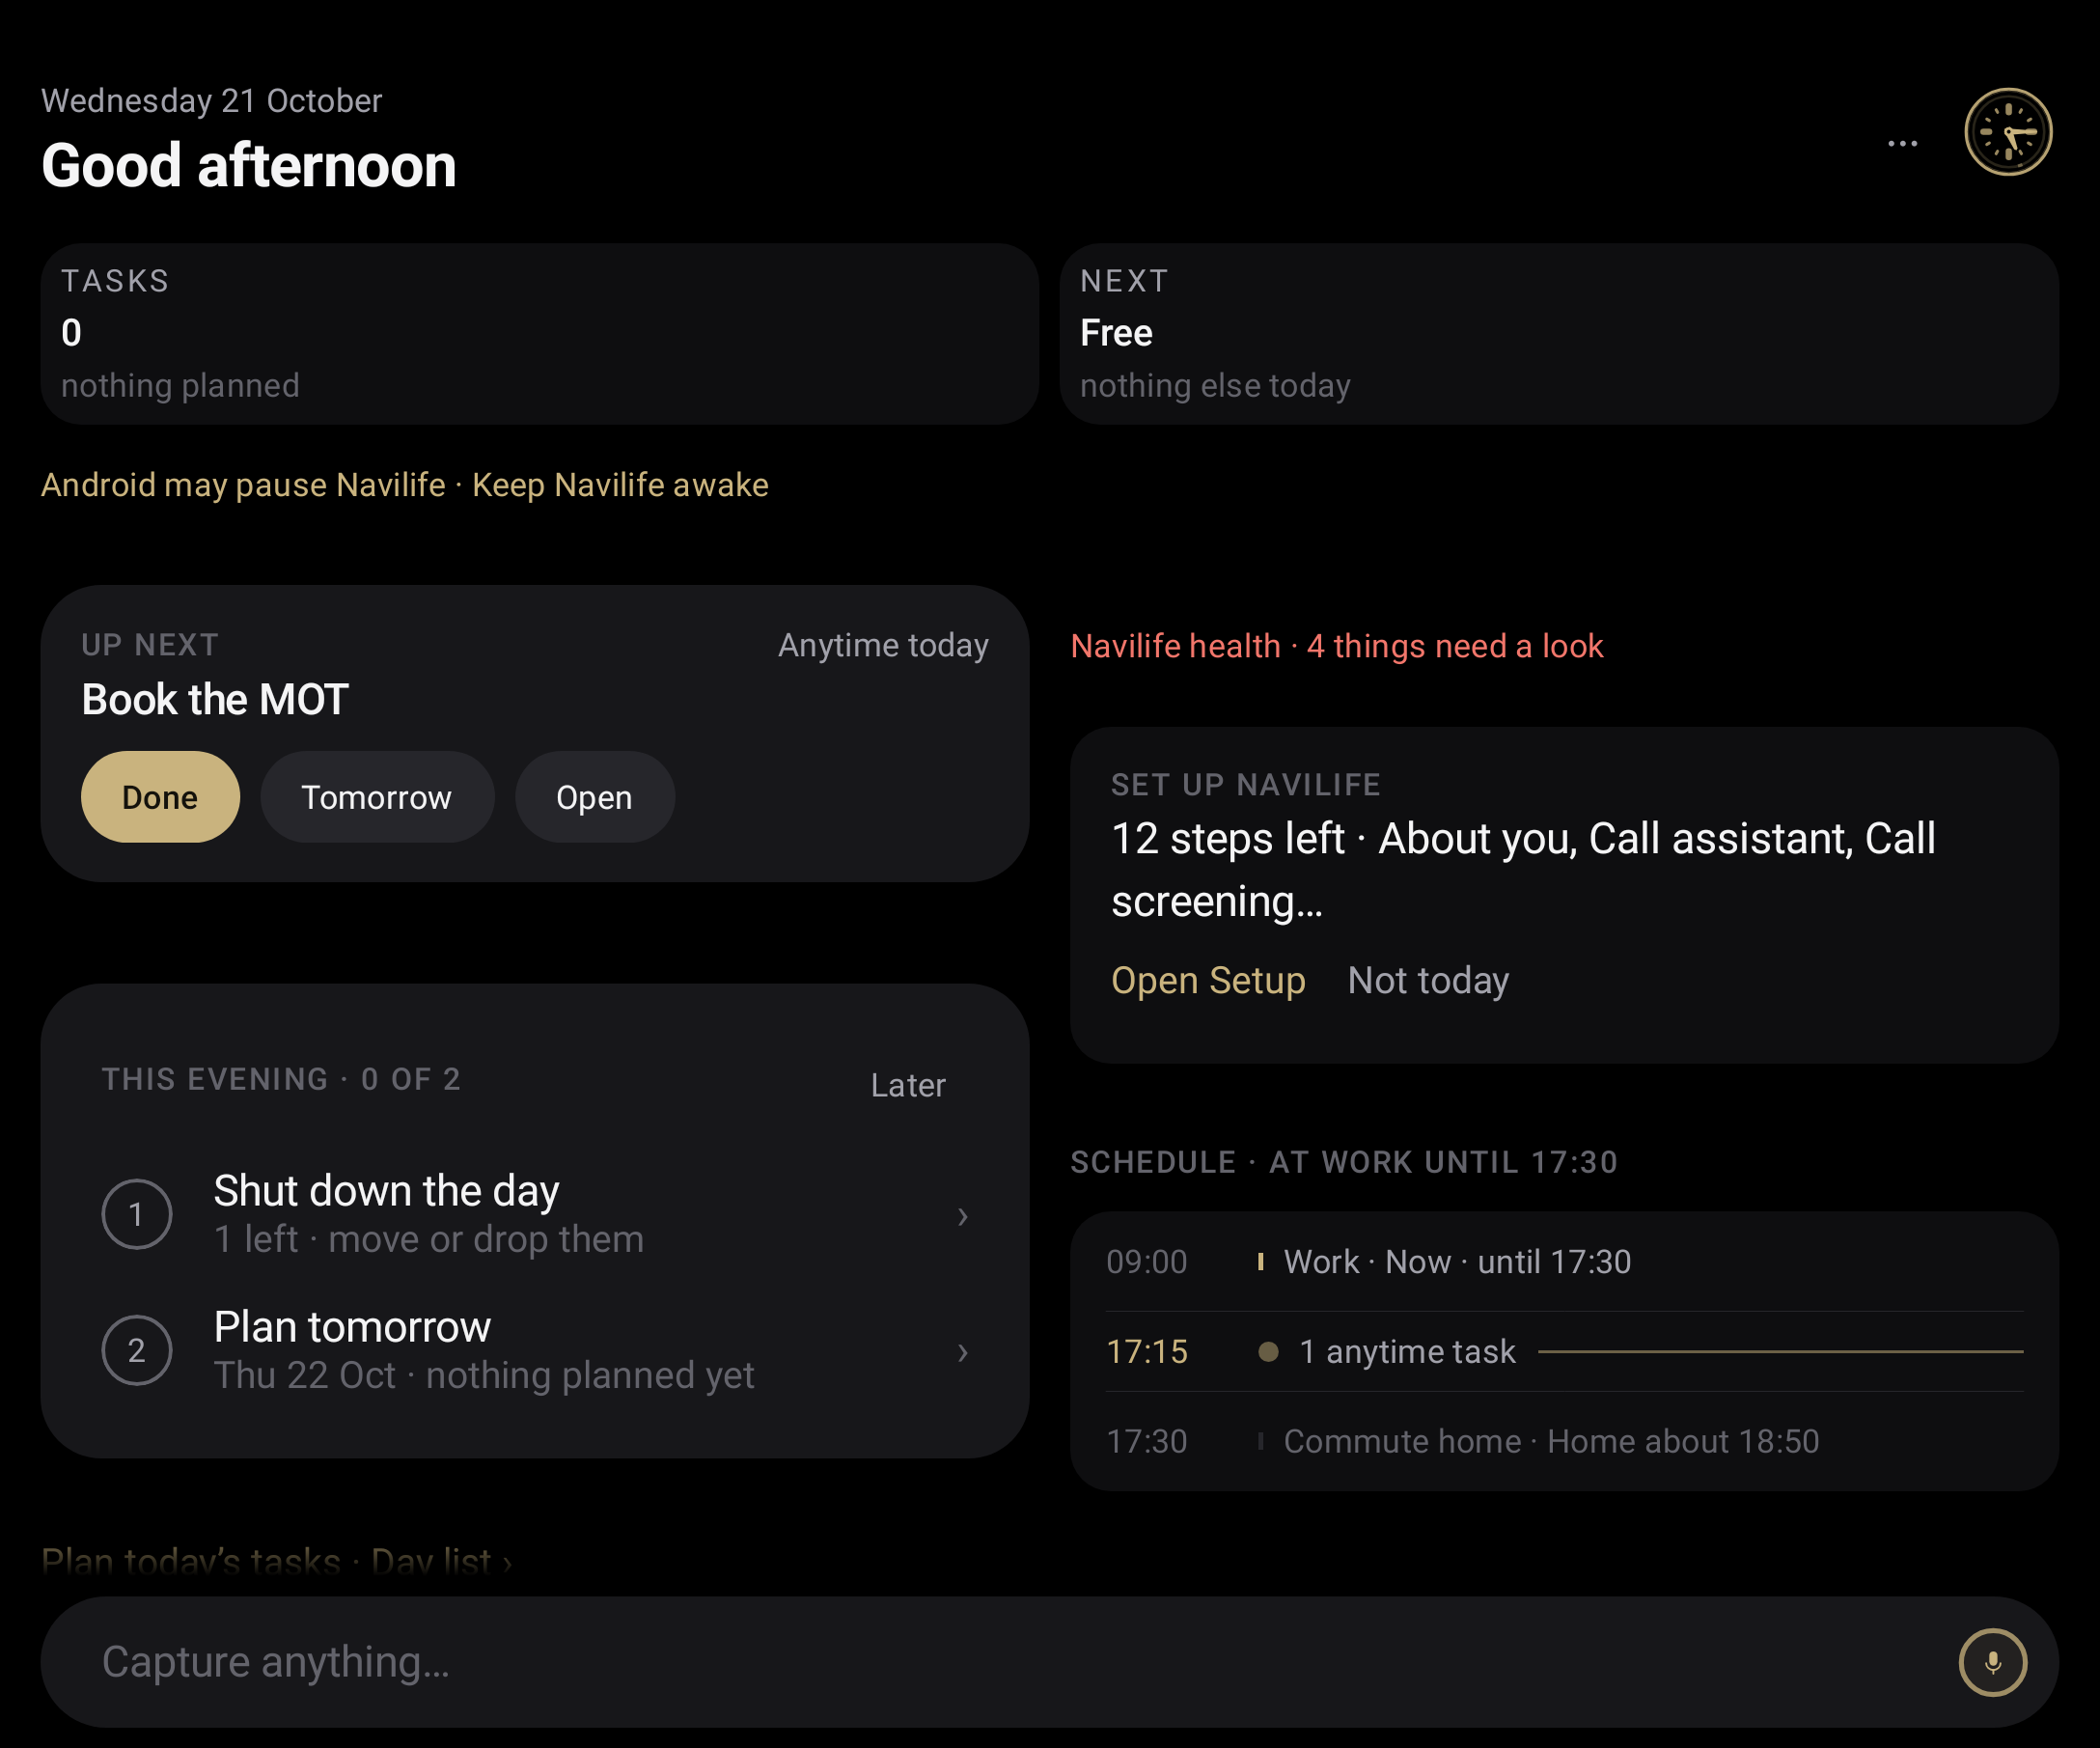 Wednesday 21 October
Good afternoon
TASKS
0
nothing planned
NEXT
Free
nothing else today
Android may pause Navilife · Keep Navilife awake
UP NEXT
Anytime today
Book the MOT
Done
Tomorrow
Open
THIS EVENING · 0 OF 2
Later
1
Shut down the day
1 left · move or drop them
2
Plan tomorrow
Thu 22 Oct · nothing planned yet
Plan today’s tasks · Day list ›
Navilife health · 4 things need a look
SET UP NAVILIFE
12 steps left · About you, Call assistant, Call
screening…
Open Setup
Not today
SCHEDULE · AT WORK UNTIL 17:30
09:00 Work · Now · until 17:30
17:15 1 anytime task
17:30 Commute home · Home about 18:50
Capture anything…